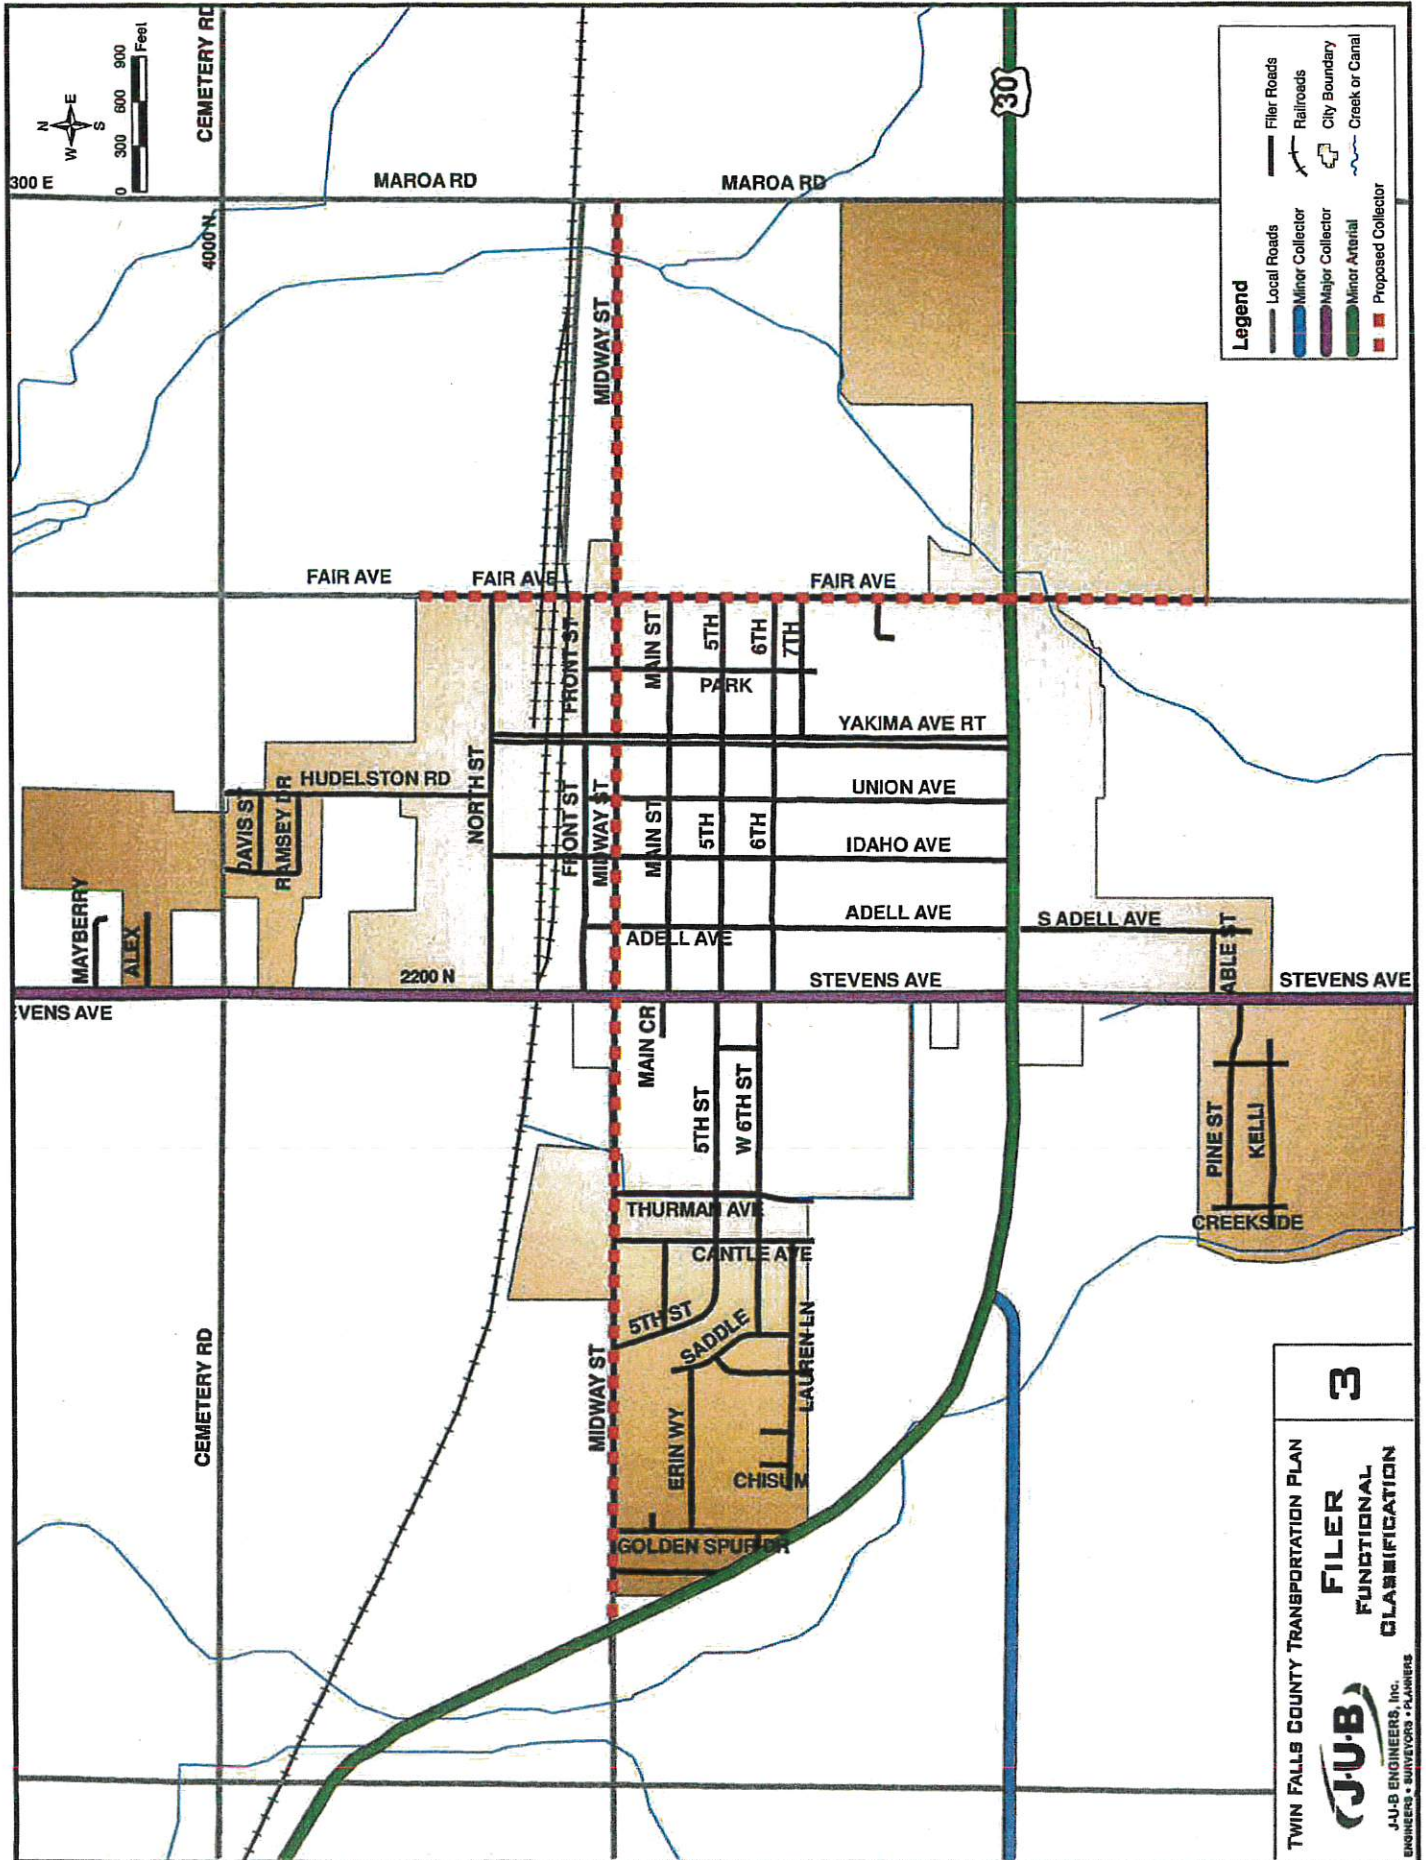 CEMETERY RD
900
600
300
0
Feet
N
E
S
W
300 E
4000 N
MAROA RD
MAROA RD
30
MIDWAY ST
Legend
Local Roads
Minor Collector
Major Collector
Minor Arterial
Proposed Collector
Filer Roads
Railroads
City Boundary
Creek or Canal
FAIR AVE
FAIR AVE
FAIR AVE
FRONT ST
MAIN ST
5TH
6TH
7TH
PARK
YAKIMA AVE RT
HUDELSTON RD
NORTH ST
UNION AVE
DAVIS ST
RAMSEY DR
FRONT ST
MIDWAY ST
MAIN ST
5TH
6TH
IDAHO AVE
MAYBERRY
ALEX
ADELL AVE
ADELL AVE
S ADELL AVE
ABLE ST
2200 N
STEVENS AVE
STEVENS AVE
EVENS AVE
MAIN CR
5TH ST
W 6TH ST
PINE ST
KELLI
CREEKSIDE
THURMAN AVE
CANTLE AVE
5TH ST
SADDLE
LAUREN LN
CEMETERY RD
MIDWAY ST
ERIN WY
CHISUM
GOLDEN SPUR DR
TWIN FALLS COUNTY TRANSPORTATION PLAN
FILER
FUNCTIONAL
CLASSIFICATION
3
J·U·B
J-U-B ENGINEERS, Inc.
ENGINEERS • SURVEYORS • PLANNERS